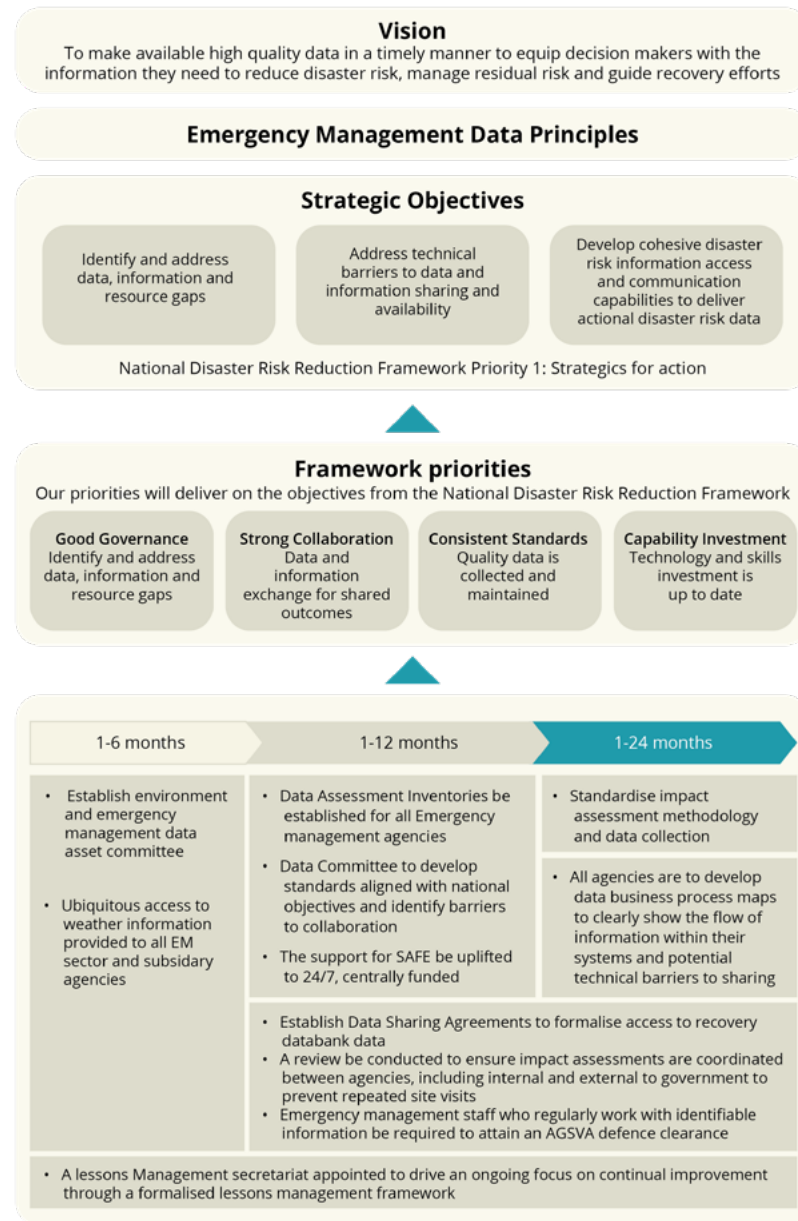 Vision
To make available high quality data in a timely manner to equip decision makers with the
information they need to reduce disaster risk, manage residual risk and guide recovery efforts
Emergency Management Data Principles
Strategic Objectives
Identify and address
data, information and
resource gaps
Address technical
barriers to data and
information sharing and
availability
Develop cohesive disaster
risk information access
and communication
capabilities to deliver
actional disaster risk data
National Disaster Risk Reduction Framework Priority 1: Strategics for action
Framework priorities
Our priorities will deliver on the objectives from the National Disaster Risk Reduction Framework
Good Governance
Identify and address
data, information and
resource gaps
Strong Collaboration
Data and
information
exchange for shared
outcomes
Consistent Standards
Quality data is
collected and
maintained
Capability Investment
Technology and skills
investment is
up to date
1-6 months
1-12 months
1-24 months
• Establish environment
and emergency
management data
asset committee
• Ubiquitous access to
weather information
provided to all EM
sector and subsidary
agencies
• Data Assessment Inventories be
established for all Emergency
management agencies
• Data Committee to develop
standards aligned with national
objectives and identify barriers
to collaboration
• The support for SAFE be uplifted
to 24/7, centrally funded
• Standardise impact
assessment methodology
and data collection
• All agencies are to develop
data business process maps
to clearly show the flow of
information within their
systems and potential
technical barriers to sharing
• Establish Data Sharing Agreements to formalise access to recovery
databank data
• A review be conducted to ensure impact assessments are coordinated
between agencies, including internal and external to government to
prevent repeated site visits
• Emergency management staff who regularly work with identifiable
information be required to attain an AGSVA defence clearance
• A lessons Management secretariat appointed to drive an ongoing focus on continual improvement
through a formalised lessons management framework